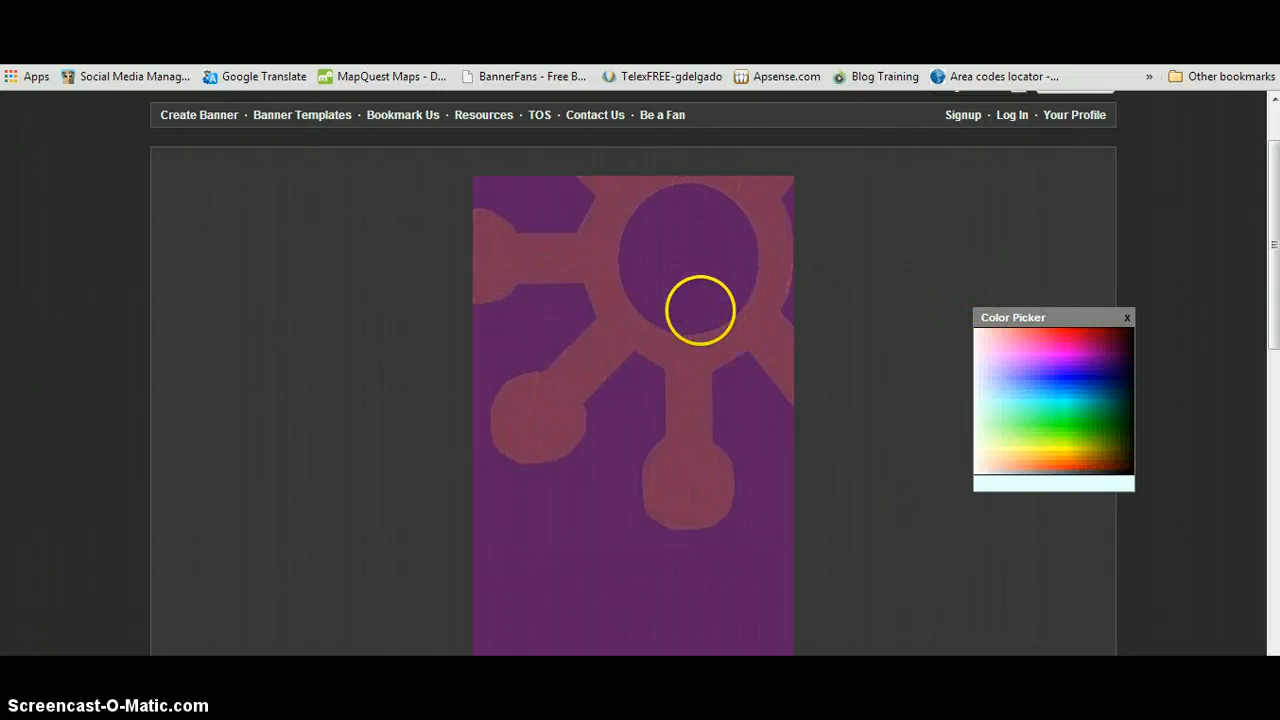 Apps Social Media Manag... Google Translate MapQuest Maps - D... BannerFans - Free B... TelexFREE-gdelgado Apsense.com Blog Training Area codes locator -... » Other bookmarks
Create Banner · Banner Templates · Bookmark Us · Resources · TOS · Contact Us · Be a Fan Signup · Log In · Your Profile
Color Picker x
Screencast-O-Matic.com